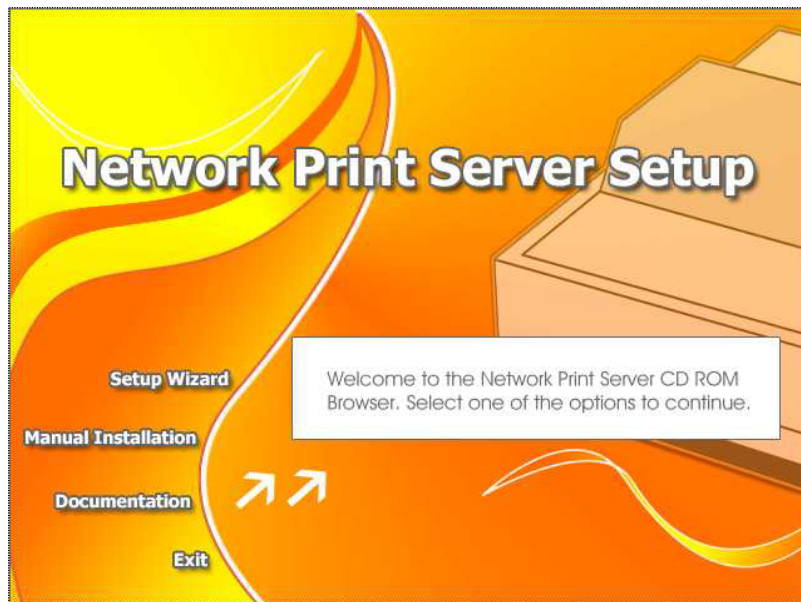 Network Print Server Setup
Setup Wizard
Welcome to the Network Print Server CD ROM
Browser. Select one of the options to continue.
Manual Installation
Documentation
Exit